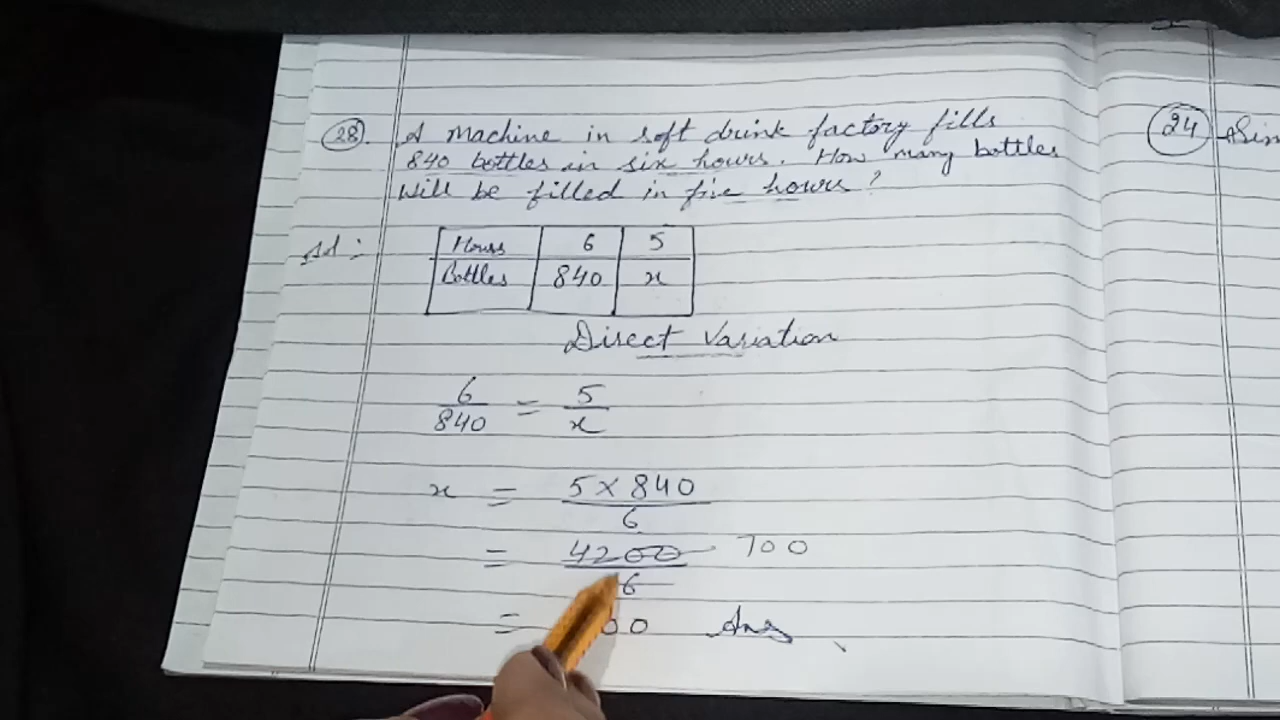 28. A machine in soft drink factory fills
840 bottles in six hours. How many bottles
will be filled in five hours?
Sol :-
Hours 6 5
Bottles 840 x
Direct Variation
6/840 = 5/x
x = 5×840/6
= 4200/6 700
= 00 Ans
24